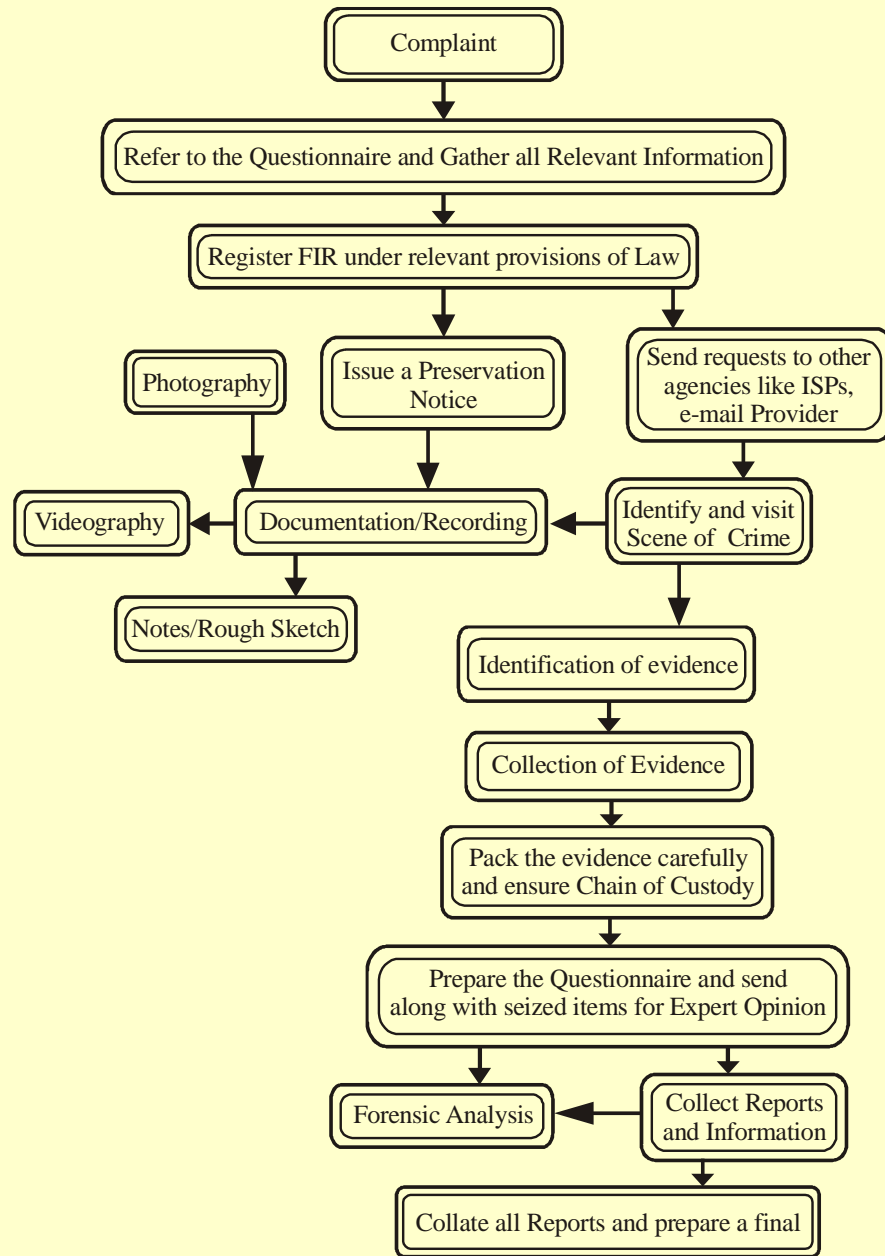 Complaint
Refer to the Questionnaire and Gather all Relevant Information
Register FIR under relevant provisions of Law
Photography
Issue a Preservation
Notice
Send requests to other
agencies like ISPs,
e-mail Provider
Videography
Documentation/Recording
Identify and visit
Scene of Crime
Notes/Rough Sketch
Identification of evidence
Collection of Evidence
Pack the evidence carefully
and ensure Chain of Custody
Prepare the Questionnaire and send
along with seized items for Expert Opinion
Forensic Analysis
Collect Reports
and Information
Collate all Reports and prepare a final